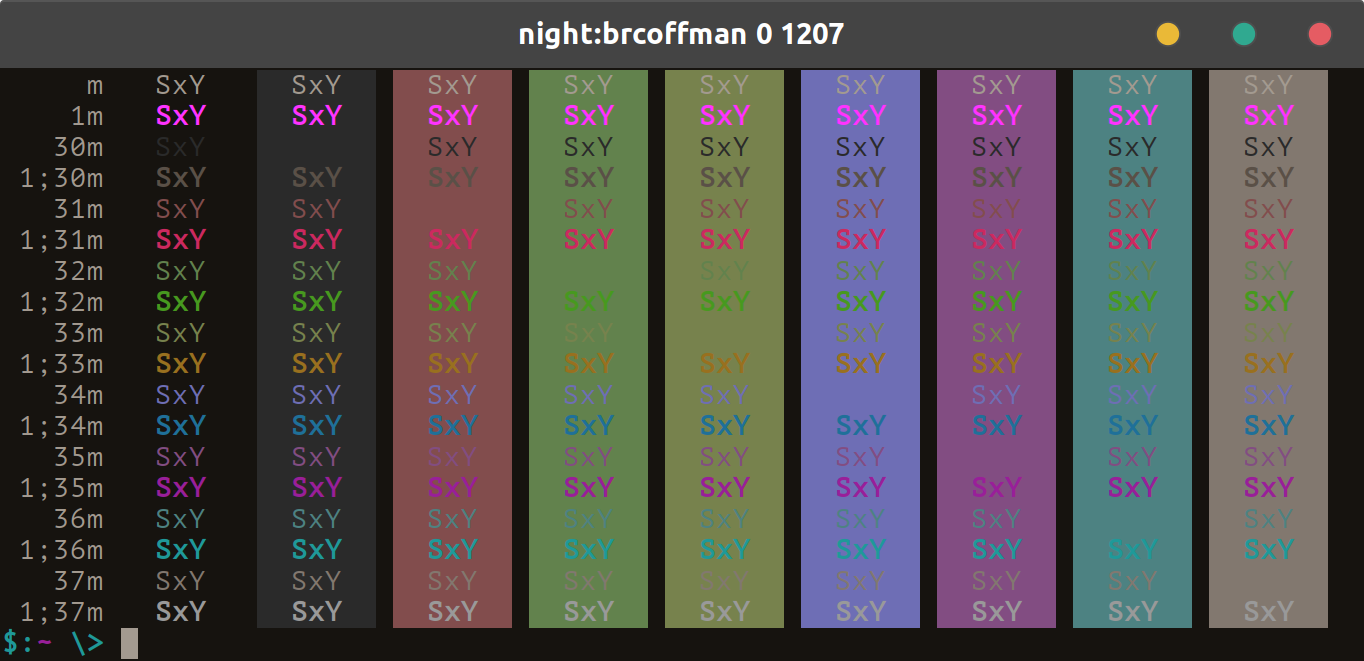 night:brcoffman 0 1207
m SxY SxY SxY SxY SxY SxY SxY SxY SxY
1m SxY SxY SxY SxY SxY SxY SxY SxY SxY
30m SxY SxY SxY SxY SxY SxY SxY SxY
1;30m SxY SxY SxY SxY SxY SxY SxY SxY SxY
31m SxY SxY SxY SxY SxY SxY SxY SxY
1;31m SxY SxY SxY SxY SxY SxY SxY SxY SxY
32m SxY SxY SxY SxY SxY SxY SxY SxY
1;32m SxY SxY SxY SxY SxY SxY SxY SxY SxY
33m SxY SxY SxY SxY SxY SxY SxY SxY
1;33m SxY SxY SxY SxY SxY SxY SxY SxY SxY
34m SxY SxY SxY SxY SxY SxY SxY SxY
1;34m SxY SxY SxY SxY SxY SxY SxY SxY SxY
35m SxY SxY SxY SxY SxY SxY SxY SxY
1;35m SxY SxY SxY SxY SxY SxY SxY SxY SxY
36m SxY SxY SxY SxY SxY SxY SxY SxY
1;36m SxY SxY SxY SxY SxY SxY SxY SxY SxY
37m SxY SxY SxY SxY SxY SxY SxY SxY
1;37m SxY SxY SxY SxY SxY SxY SxY SxY SxY
$:~ \>